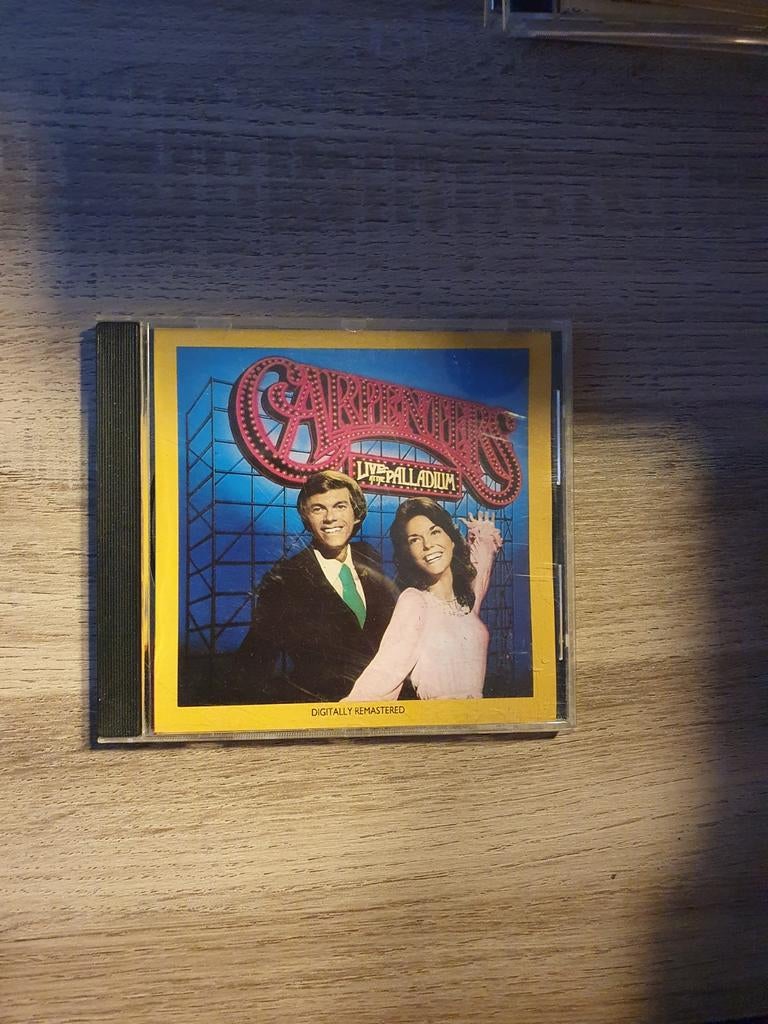 CARPENTERS
LIVE AT THE PALLADIUM
DIGITALLY REMASTERED